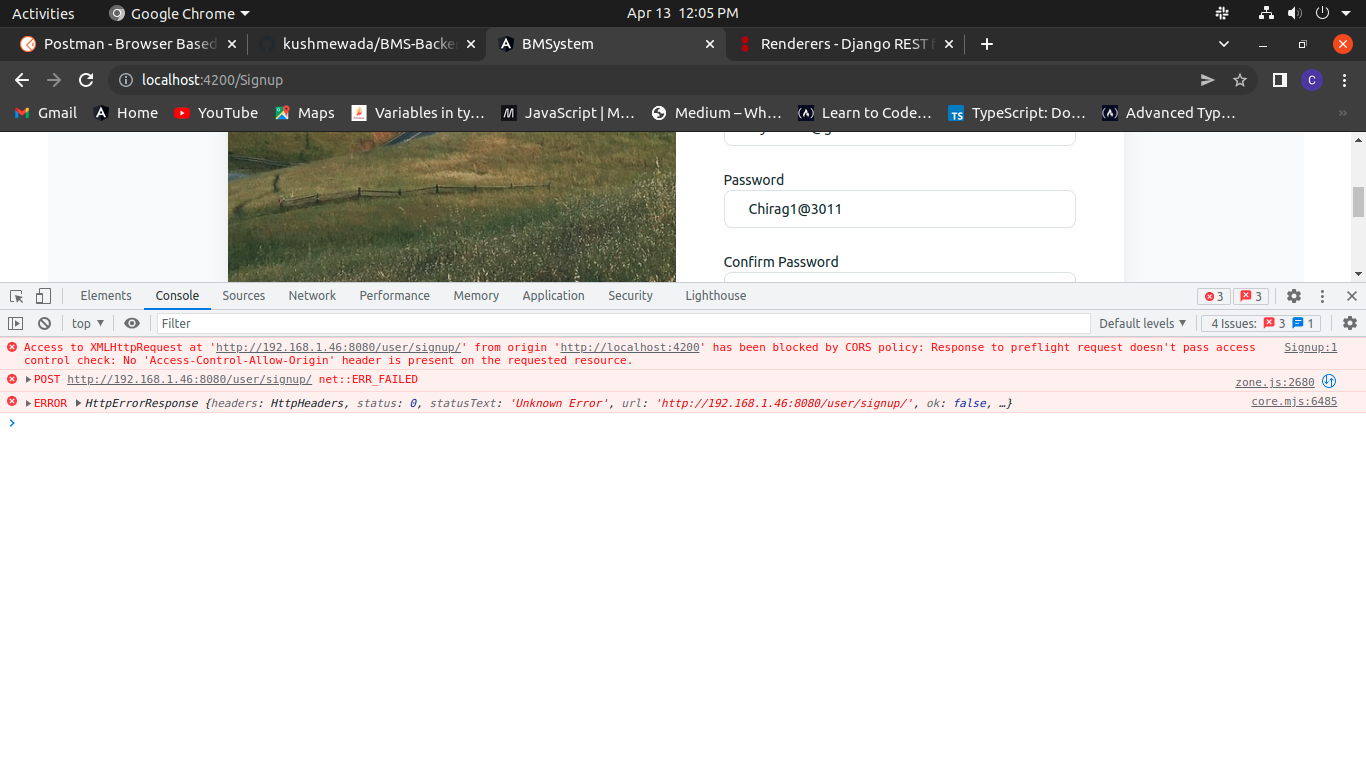 Activities Google Chrome Apr 13 12:05 PM
Postman - Browser Based kushmewada/BMS-Backe BMSystem Renderers - Django REST
localhost:4200/Signup C
Gmail Home YouTube Maps Variables in ty… JavaScript | M… Medium – Wh… Learn to Code… TypeScript: Do… Advanced Typ… »
Password
Chirag1@3011
Confirm Password
Elements Console Sources Network Performance Memory Application Security Lighthouse 3 3
top Filter Default levels 4 Issues: 3 1
Access to XMLHttpRequest at 'http://192.168.1.46:8080/user/signup/' from origin 'http://localhost:4200' has been blocked by CORS policy: Response to preflight request doesn't pass access Signup:1
control check: No 'Access-Control-Allow-Origin' header is present on the requested resource.
POST http://192.168.1.46:8080/user/signup/ net::ERR_FAILED zone.js:2680
ERROR HttpErrorResponse {headers: HttpHeaders, status: 0, statusText: 'Unknown Error', url: 'http://192.168.1.46:8080/user/signup/', ok: false, …} core.mjs:6485